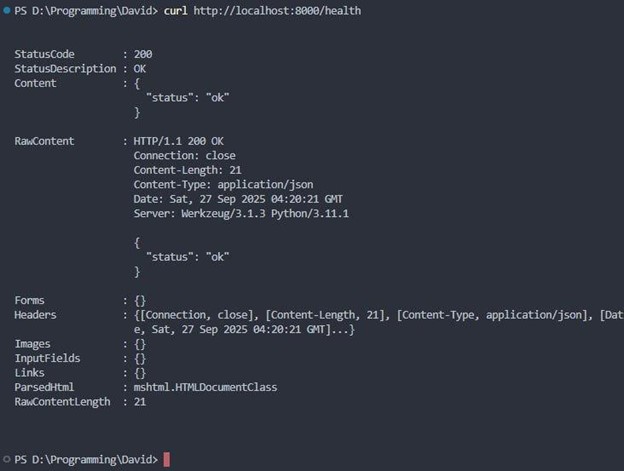 PS D:\Programming\David> curl http://localhost:8000/health
StatusCode : 200
StatusDescription : OK
Content : {
"status": "ok"
}
RawContent : HTTP/1.1 200 OK
Connection: close
Content-Length: 21
Content-Type: application/json
Date: Sat, 27 Sep 2025 04:20:21 GMT
Server: Werkzeug/3.1.3 Python/3.11.1
{
"status": "ok"
}
Forms : {}
Headers : {[Connection, close], [Content-Length, 21], [Content-Type, application/json], [Dat
e, Sat, 27 Sep 2025 04:20:21 GMT]...}
Images : {}
InputFields : {}
Links : {}
ParsedHtml : mshtml.HTMLDocumentClass
RawContentLength : 21
PS D:\Programming\David>